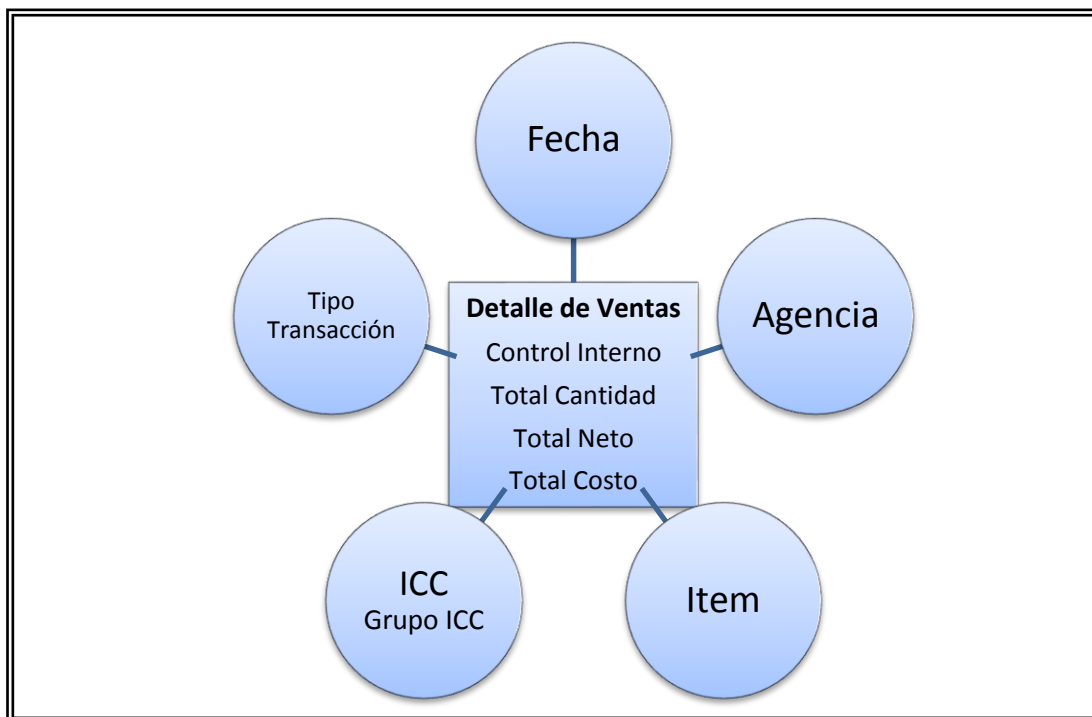 Fecha
Tipo
Transacción
Detalle de Ventas
Control Interno
Total Cantidad
Total Neto
Total Costo
Agencia
ICC
Grupo ICC
Item